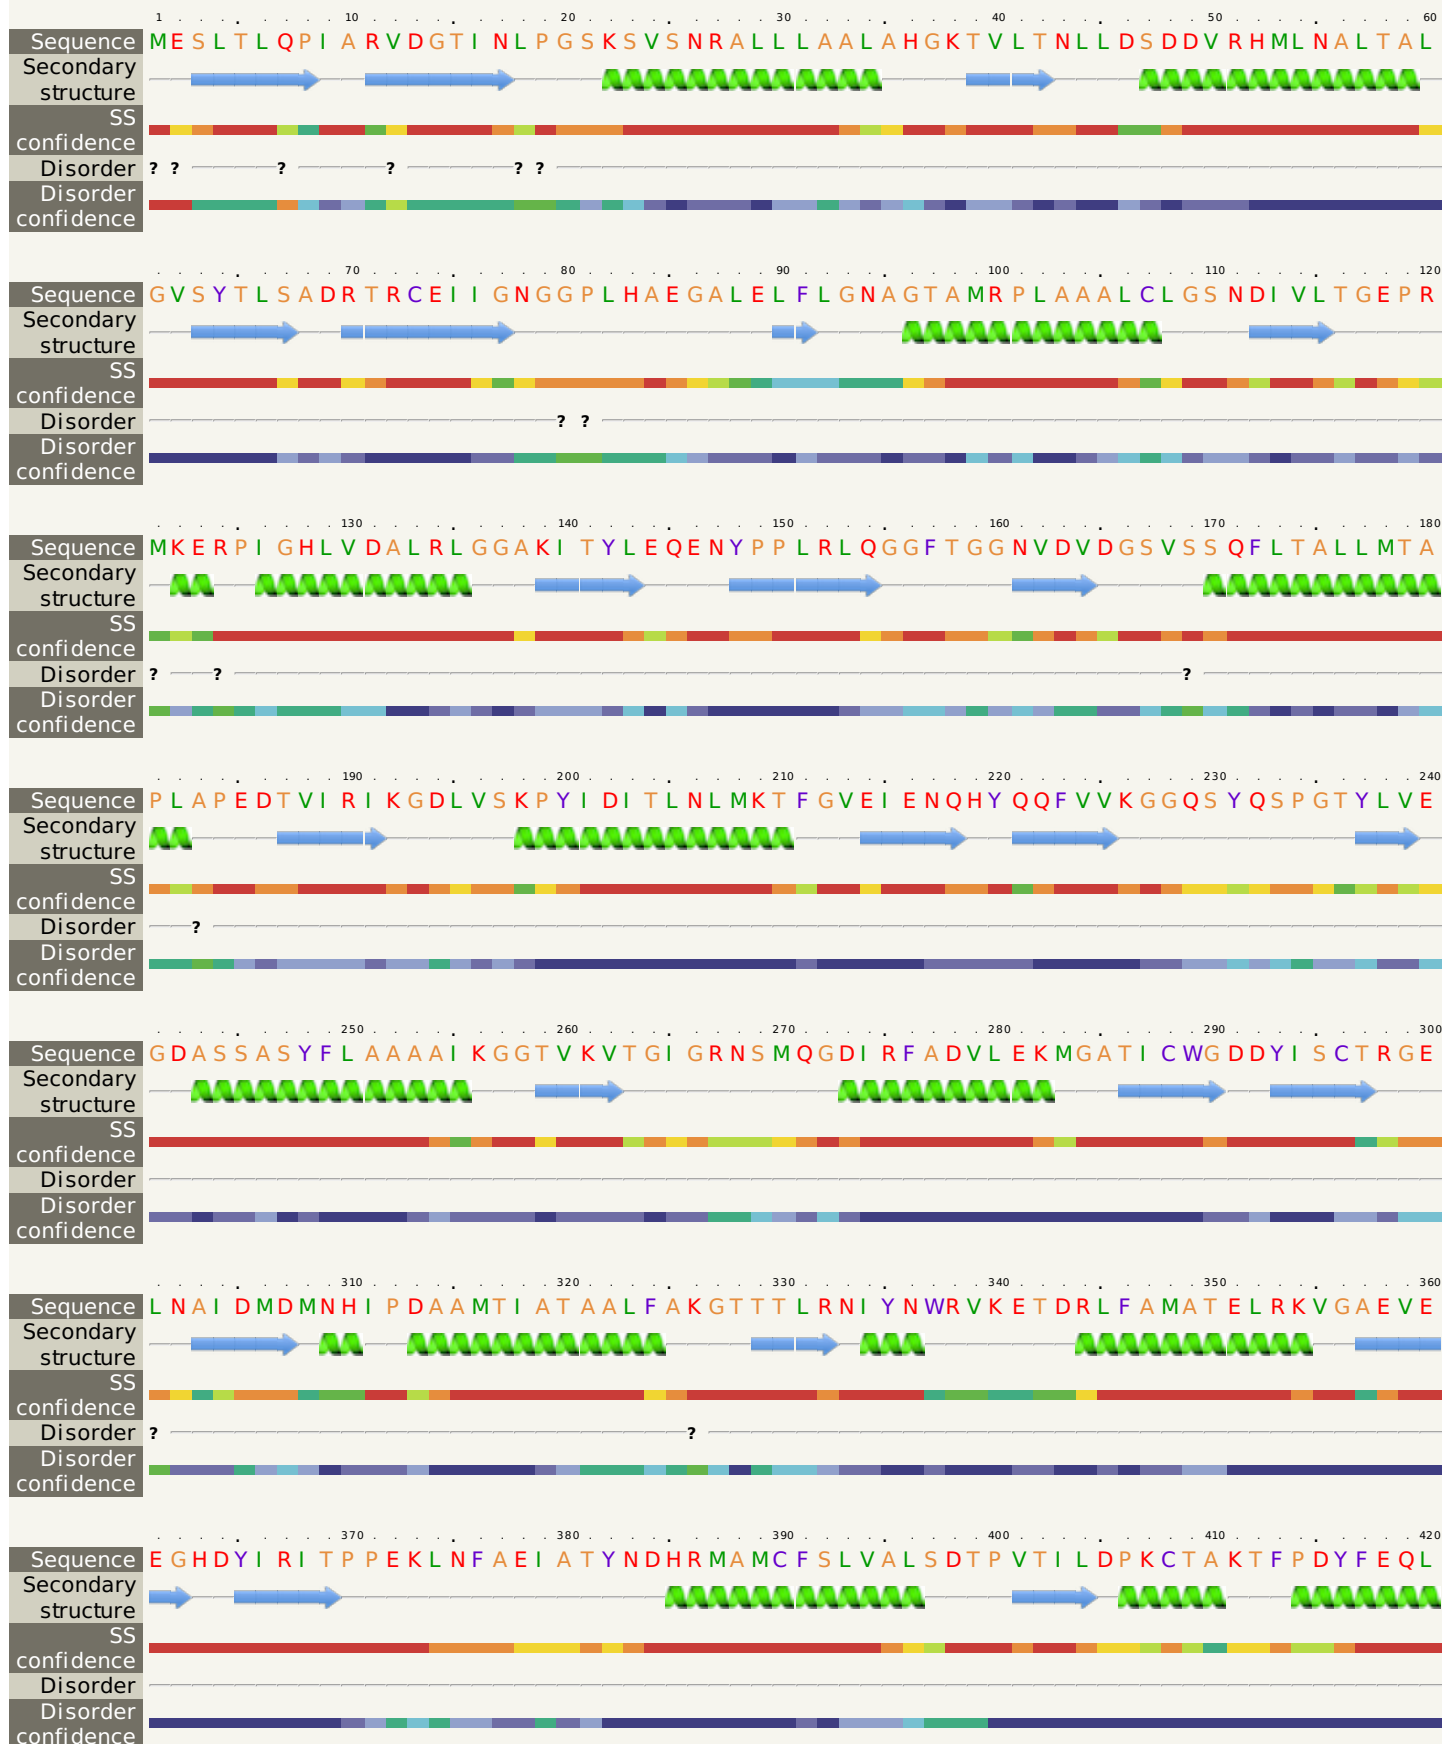 1 10 20 30 40 50 60
Sequence MESLTLQPIARVDGTINLPGSKSVSNRALLLAALAHGKTVLTNLLDSDDVRHMLNALTAL
Secondary
structure
SS
confidence
Disorder ? ? ? ? ? ?
Disorder
confidence
70 80 90 100 110 120
Sequence GVSYTLSADRTRCEIIGNGGPLHAEGALELFLGNAGTAMRPLAAALCLGSNDIVLTGEPR
Secondary
structure
SS
confidence
Disorder ? ?
Disorder
confidence
130 140 150 160 170 180
Sequence MKERPIGHLVDALRLGGAKITYLEQENYPPLRLQGGFTGGNVDVDGSVSSQFLTALLMTA
Secondary
structure
SS
confidence
Disorder ? ? ?
Disorder
confidence
190 200 210 220 230 240
Sequence PLAPEDTVIRIKGDLVSKPYIDITLNLMKTFGVEIENQHYQQFVVKGGQSYQSPGTYLVE
Secondary
structure
SS
confidence
Disorder ?
Disorder
confidence
250 260 270 280 290 300
Sequence GDASSASYFLAAAAIKGGTVKVTGIGRNSMQGDIRFADVLEKMGATICWGDDYISCTRGE
Secondary
structure
SS
confidence
Disorder
Disorder
confidence
310 320 330 340 350 360
Sequence LNAIDMDMNHIPDAAMTIATAALFAKGTTTLRNIYNWRVKETDRLFAMATELRKVGAEVE
Secondary
structure
SS
confidence
Disorder ? ?
Disorder
confidence
370 380 390 400 410 420
Sequence EGHDYIRITPPEKLNFAEIATYNDHRMAMCFSLVALSDTPVTILDPKCTAKTFPDYFEQL
Secondary
structure
SS
confidence
Disorder
Disorder
confidence